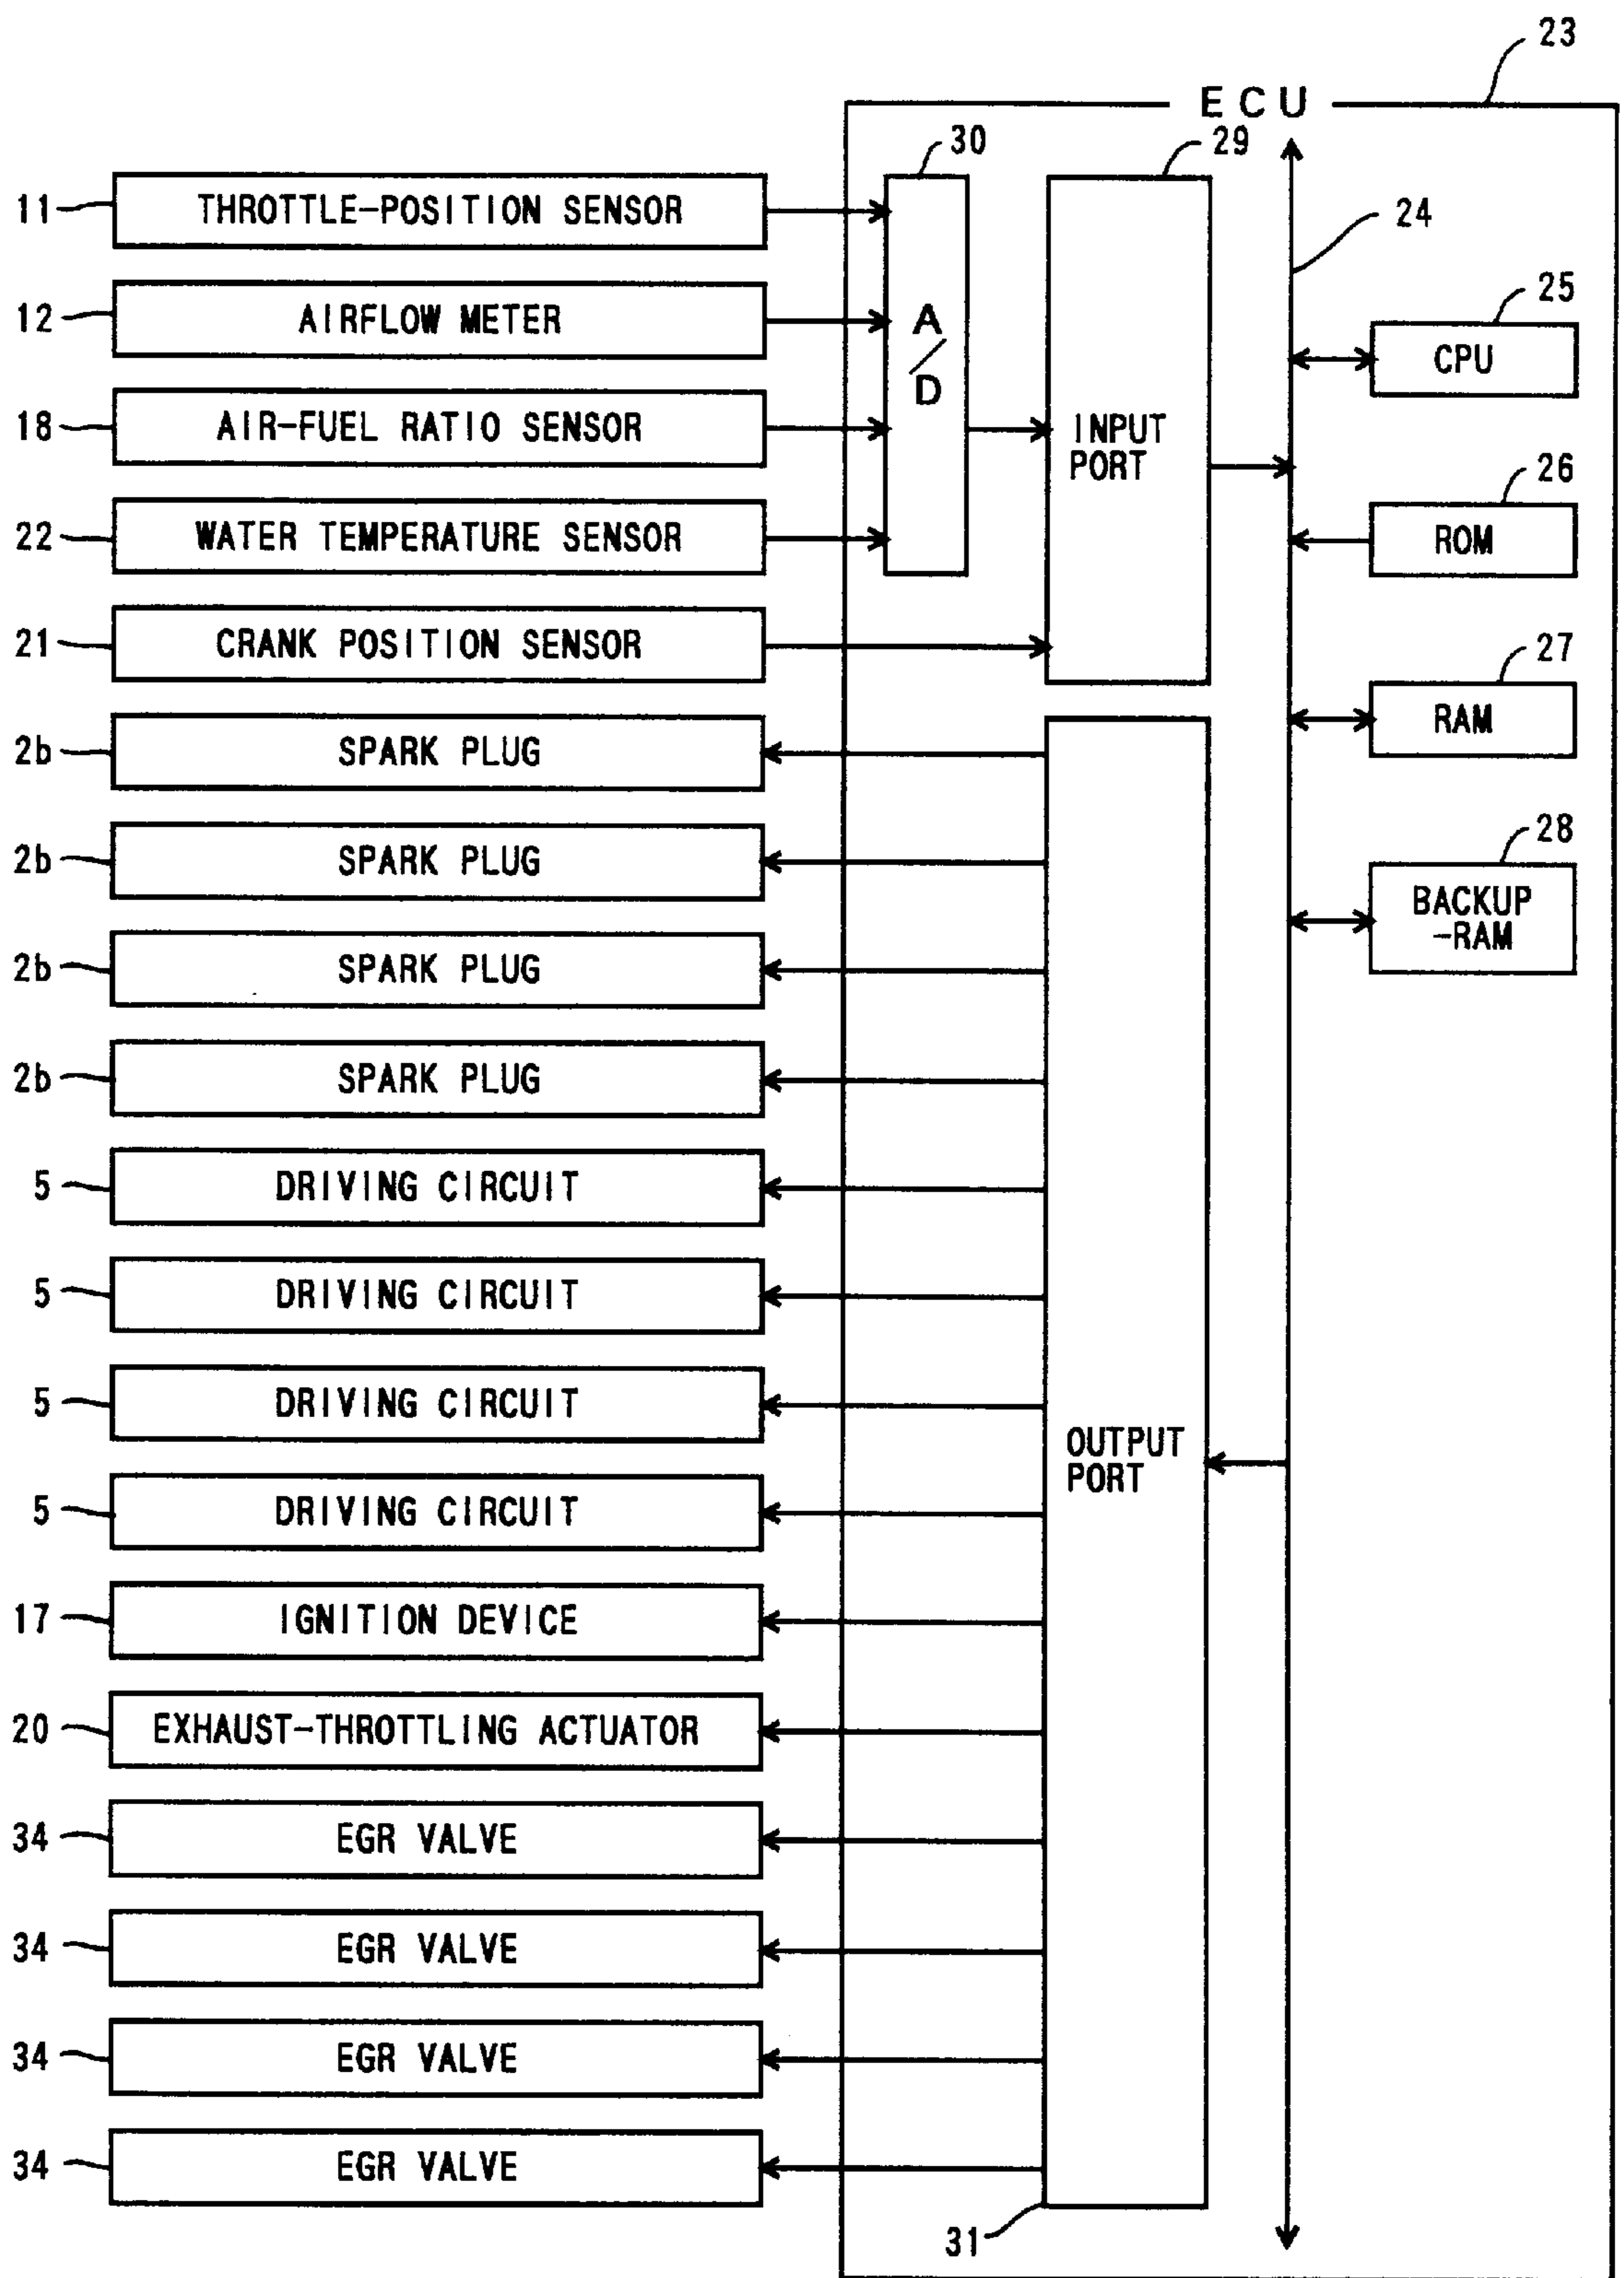 23
ECU
30
29
11 THROTTLE-POSITION SENSOR
24
12 AIRFLOW METER
A/D
25
CPU
18 AIR-FUEL RATIO SENSOR
INPUT
PORT
26
22 WATER TEMPERATURE SENSOR
ROM
21 CRANK POSITION SENSOR
27
RAM
2b SPARK PLUG
28
2b SPARK PLUG
BACKUP
-RAM
2b SPARK PLUG
2b SPARK PLUG
5 DRIVING CIRCUIT
5 DRIVING CIRCUIT
5 DRIVING CIRCUIT
OUTPUT
PORT
5 DRIVING CIRCUIT
17 IGNITION DEVICE
20 EXHAUST-THROTTLING ACTUATOR
34 EGR VALVE
34 EGR VALVE
34 EGR VALVE
34 EGR VALVE
31